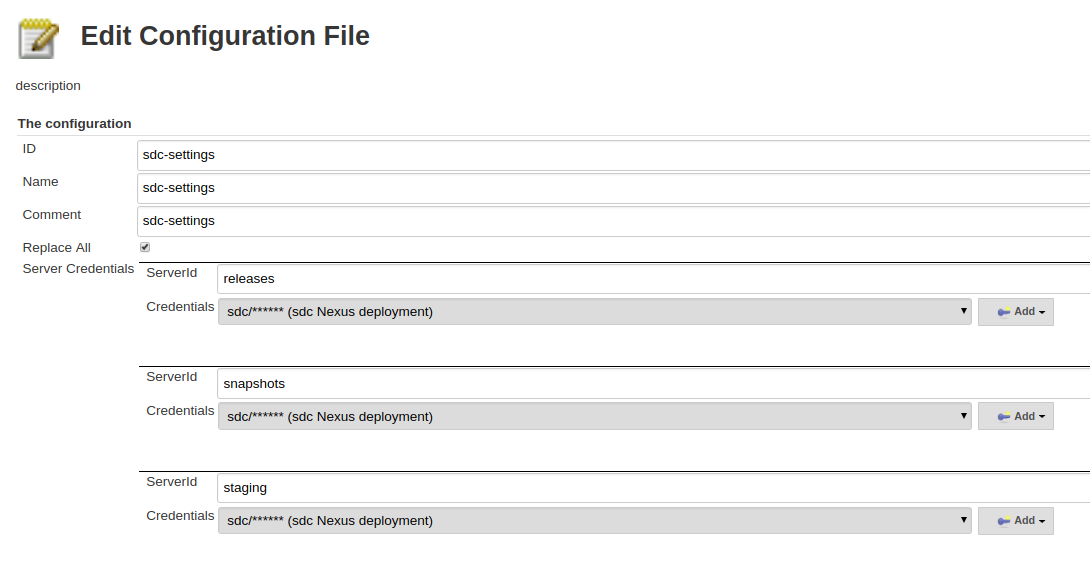 Edit Configuration File
description
The configuration
ID
sdc-settings
Name
sdc-settings
Comment
sdc-settings
Replace All
Server Credentials
ServerId
releases
Credentials
sdc/****** (sdc Nexus deployment)
Add
ServerId
snapshots
Credentials
sdc/****** (sdc Nexus deployment)
Add
ServerId
staging
Credentials
sdc/****** (sdc Nexus deployment)
Add